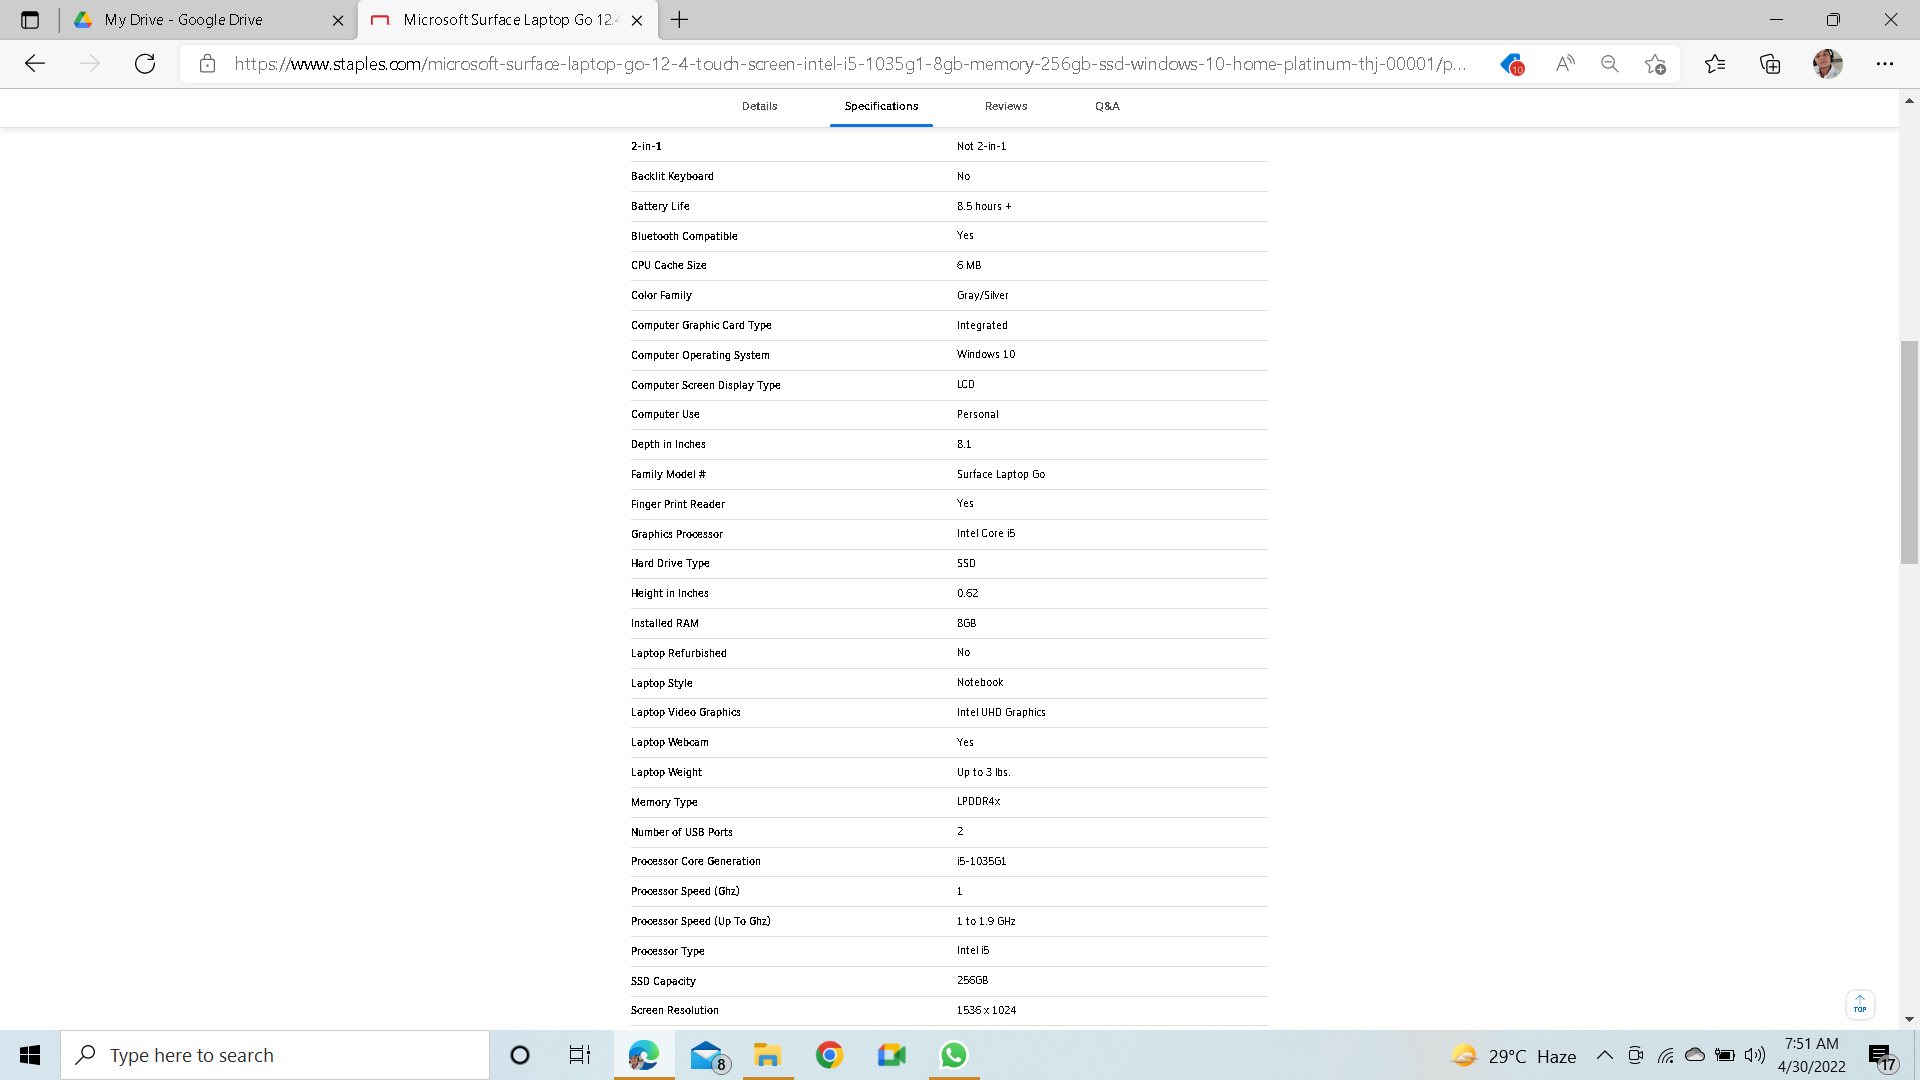 My Drive - Google Drive
Microsoft Surface Laptop Go 12.4
https://www.staples.com/microsoft-surface-laptop-go-12-4-touch-screen-intel-i5-1035g1-8gb-memory-256gb-ssd-windows-10-home-platinum-thj-00001/p...
10
Details Specifications Reviews Q&A
2-in-1 Not 2-in-1
Backlit Keyboard No
Battery Life 8.5 hours +
Bluetooth Compatible Yes
CPU Cache Size 6 MB
Color Family Gray/Silver
Computer Graphic Card Type Integrated
Computer Operating System Windows 10
Computer Screen Display Type LCD
Computer Use Personal
Depth in Inches 8.1
Family Model # Surface Laptop Go
Finger Print Reader Yes
Graphics Processor Intel Core i5
Hard Drive Type SSD
Height in Inches 0.62
Installed RAM 8GB
Laptop Refurbished No
Laptop Style Notebook
Laptop Video Graphics Intel UHD Graphics
Laptop Webcam Yes
Laptop Weight Up to 3 lbs.
Memory Type LPDDR4x
Number of USB Ports 2
Processor Core Generation i5-1035G1
Processor Speed (Ghz) 1
Processor Speed (Up To Ghz) 1 to 1.9 GHz
Processor Type Intel i5
SSD Capacity 256GB
Screen Resolution 1536 x 1024
TOP
Type here to search
8
29°C Haze
7:51 AM
4/30/2022
17